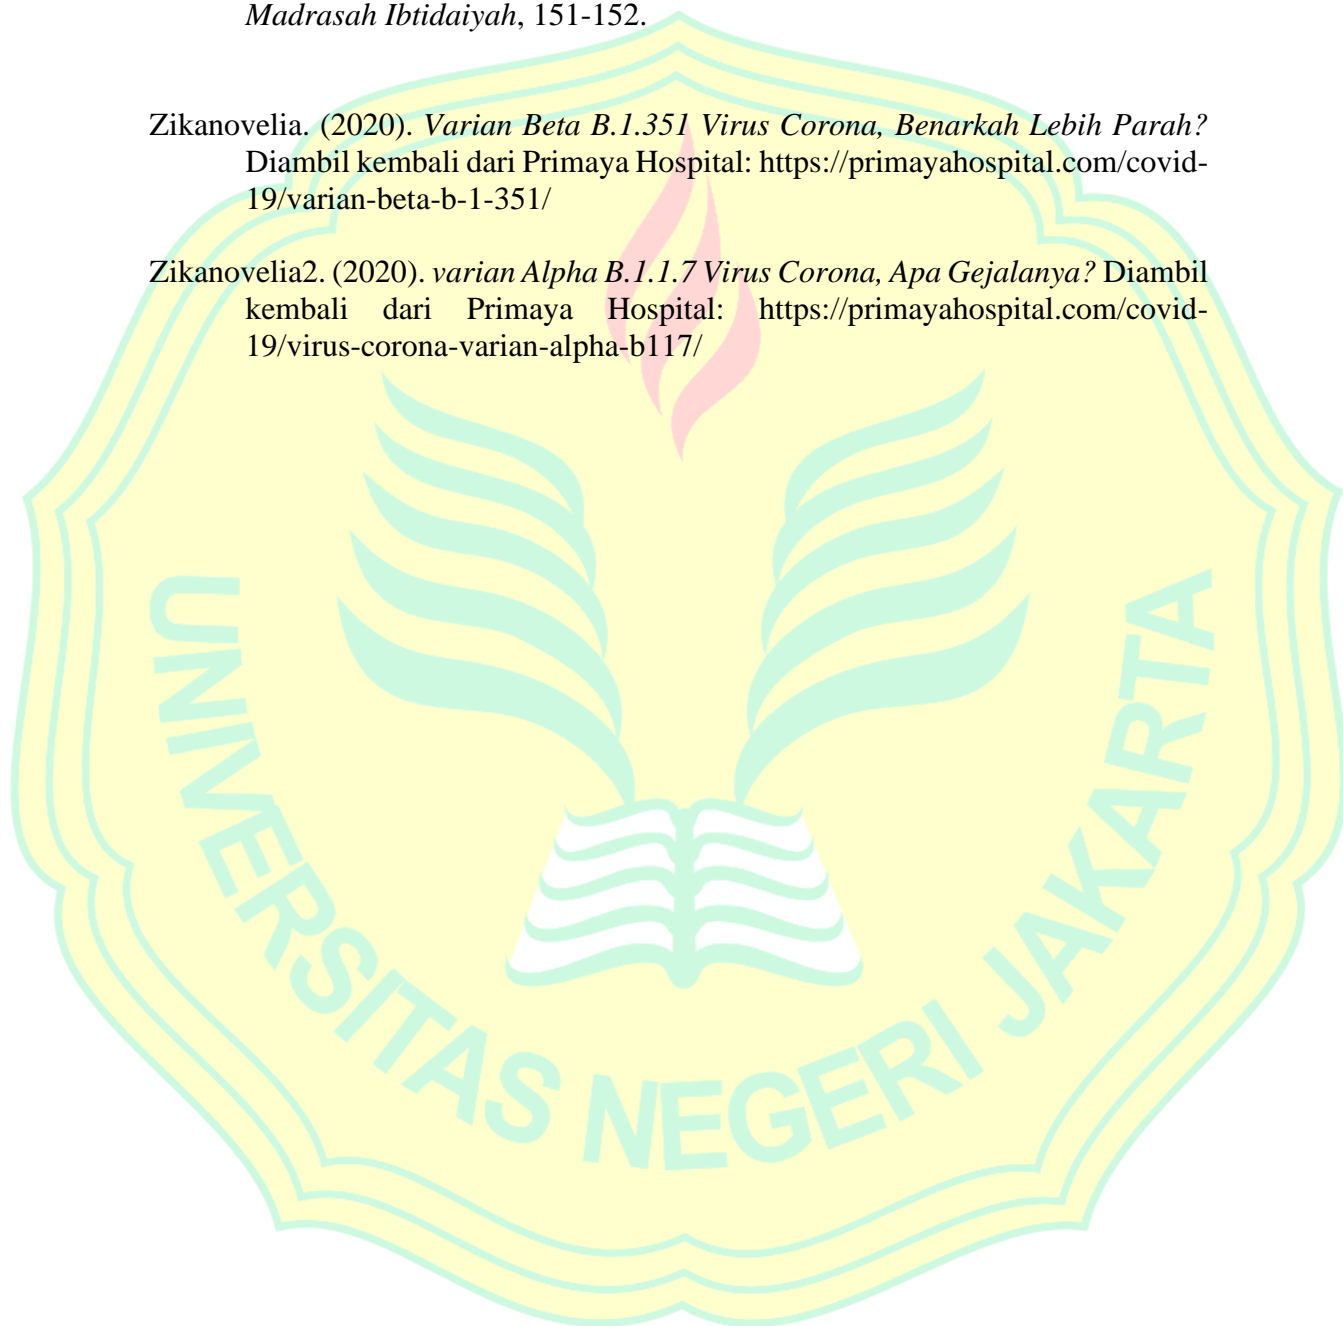 Madrasah Ibtidaiyah, 151-152.
Zikanovelia. (2020). Varian Beta B.1.351 Virus Corona, Benarkah Lebih Parah?
Diambil kembali dari Primaya Hospital: https://primayahospital.com/covid-
19/varian-beta-b-1-351/
Zikanovelia2. (2020). varian Alpha B.1.1.7 Virus Corona, Apa Gejalanya? Diambil
kembali dari Primaya Hospital: https://primayahospital.com/covid-
19/virus-corona-varian-alpha-b117/
UNIVERSITAS NEGERI JAKARTA